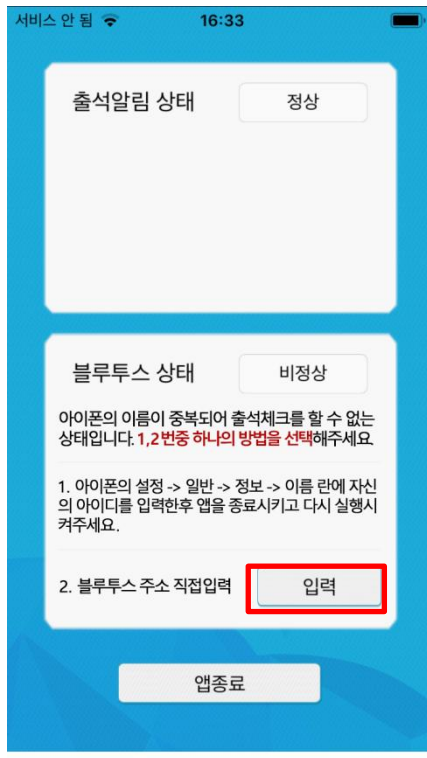 서비스 안 됨 16:33
출석알림 상태 정상
블루투스 상태 비정상
아이폰의 이름이 중복되어 출석체크를 할 수 없는
상태입니다. 1,2번중 하나의 방법을 선택해주세요
1. 아이폰의 설정 -> 일반 -> 정보 -> 이름 란에 자신
의 아이디를 입력한후 앱을 종료시키고 다시 실행시
켜주세요.
2. 블루투스 주소 직접입력 입력
앱종료